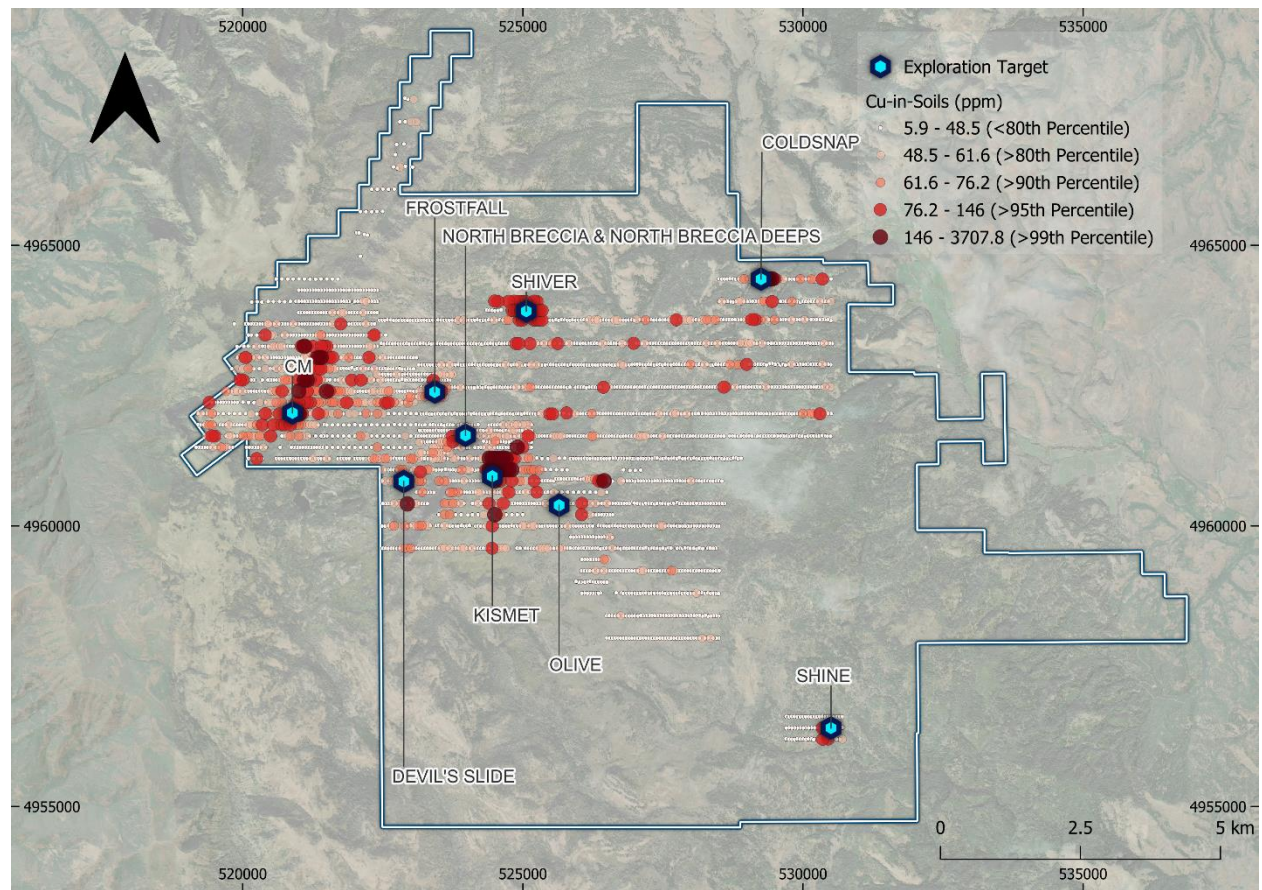 520000
525000
530000
535000
Exploration Target
Cu-in-Soils (ppm)
5.9 - 48.5 (<80th Percentile)
48.5 - 61.6 (>80th Percentile)
61.6 - 76.2 (>90th Percentile)
76.2 - 146 (>95th Percentile)
146 - 3707.8 (>99th Percentile)
COLDSNAP
FROSTFALL
NORTH BRECCIA & NORTH BRECCIA DEEPS
4965000
4965000
SHIVER
CM
4960000
4960000
KISMET
OLIVE
SHINE
DEVIL'S SLIDE
4955000
4955000
0
2.5
5 km
520000
525000
530000
535000